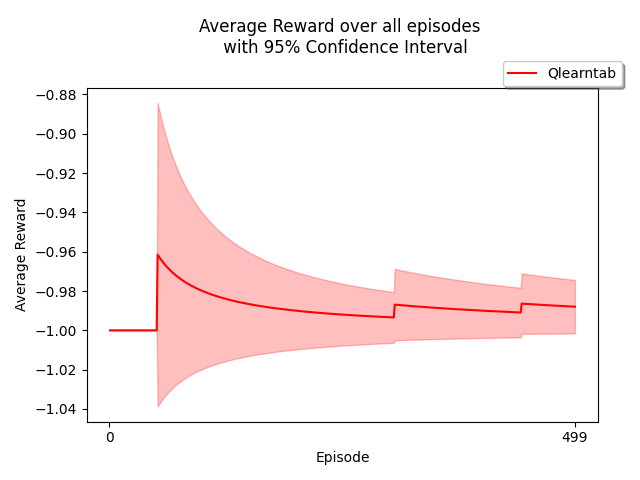 Average Reward over all episodes
with 95% Confidence Interval
Qlearntab
−0.88
−0.90
−0.92
−0.94
−0.96
−0.98
−1.00
−1.02
−1.04
Average Reward
0
499
Episode